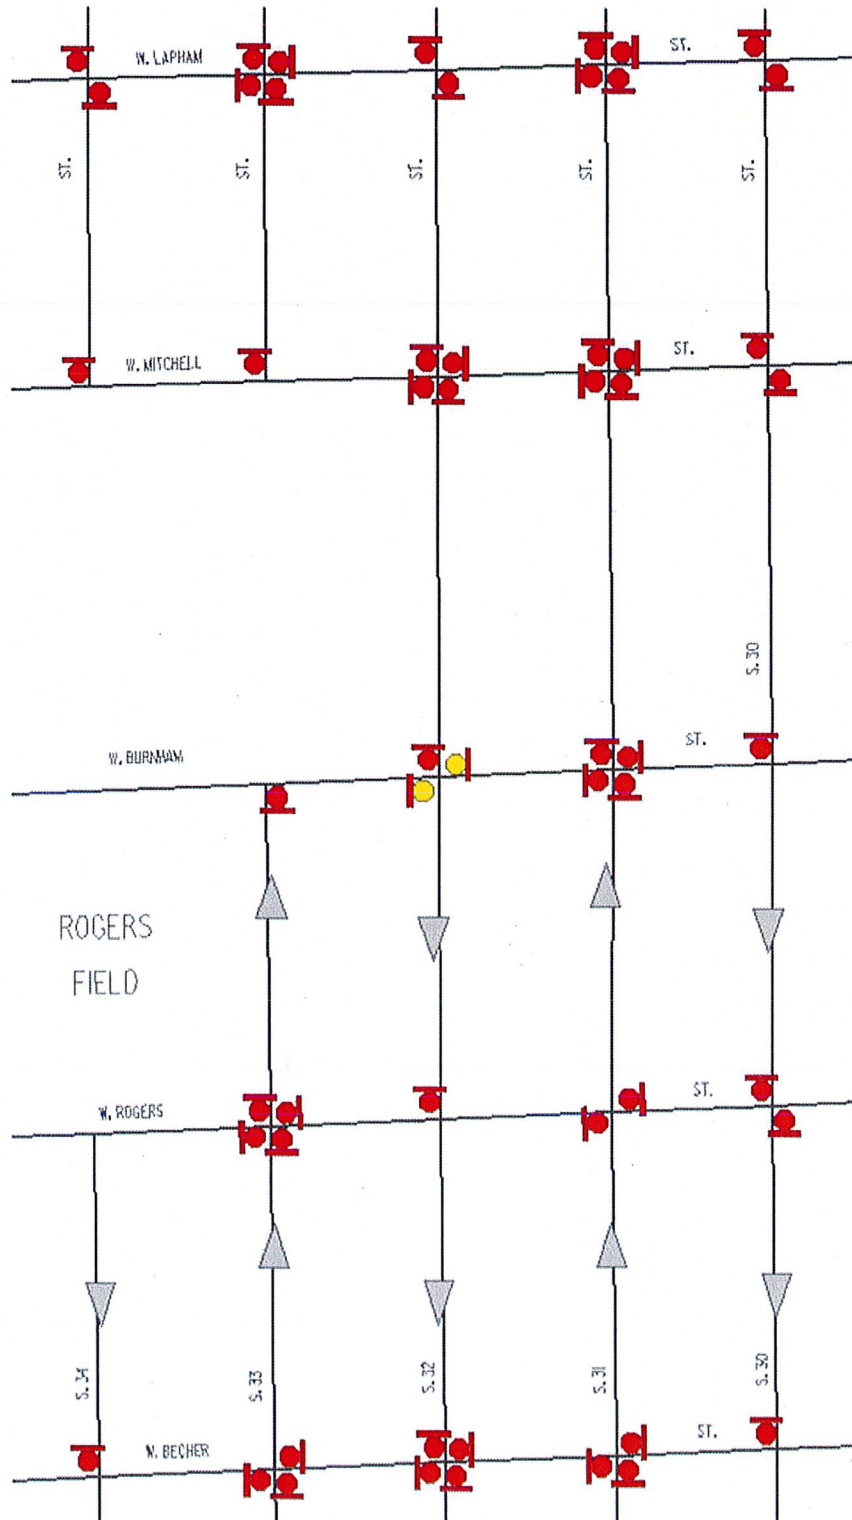 W. LAPHAM
ST.
ST.
ST.
ST.
ST.
ST.
W. MITCHELL
ST.
S. 30
W. BURNHAM
ST.
ROGERS
FIELD
W. ROGERS
ST.
S. 34
S. 33
S. 32
S. 31
S. 30
W. BECHER
ST.